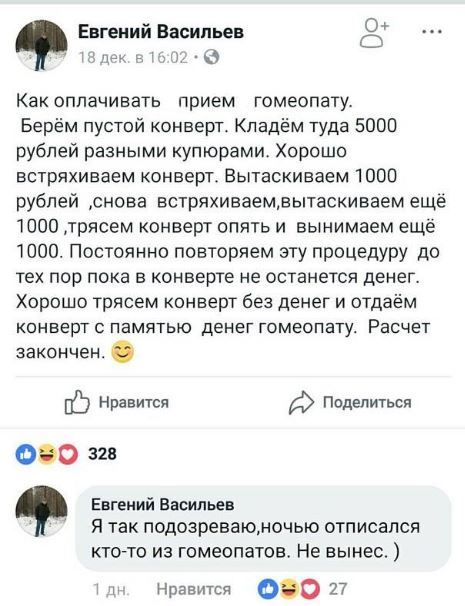 Евгений Васильев
18 дек. в 16:02 ·
Как оплачивать прием гомеопату.
Берём пустой конверт. Кладём туда 5000
рублей разными купюрами. Хорошо
встряхиваем конверт. Вытаскиваем 1000
рублей ,снова встряхиваем,вытаскиваем ещё
1000 ,трясем конверт опять и вынимаем ещё
1000. Постоянно повторяем эту процедуру до
тех пор пока в конверте не останется денег.
Хорошо трясем конверт без денег и отдаём
конверт с памятью денег гомеопату. Расчет
закончен. 😊
Нравится Поделиться
328
Евгений Васильев
Я так подозреваю,ночью отписался
кто-то из гомеопатов. Не вынес. )
1 дн. Нравится 27